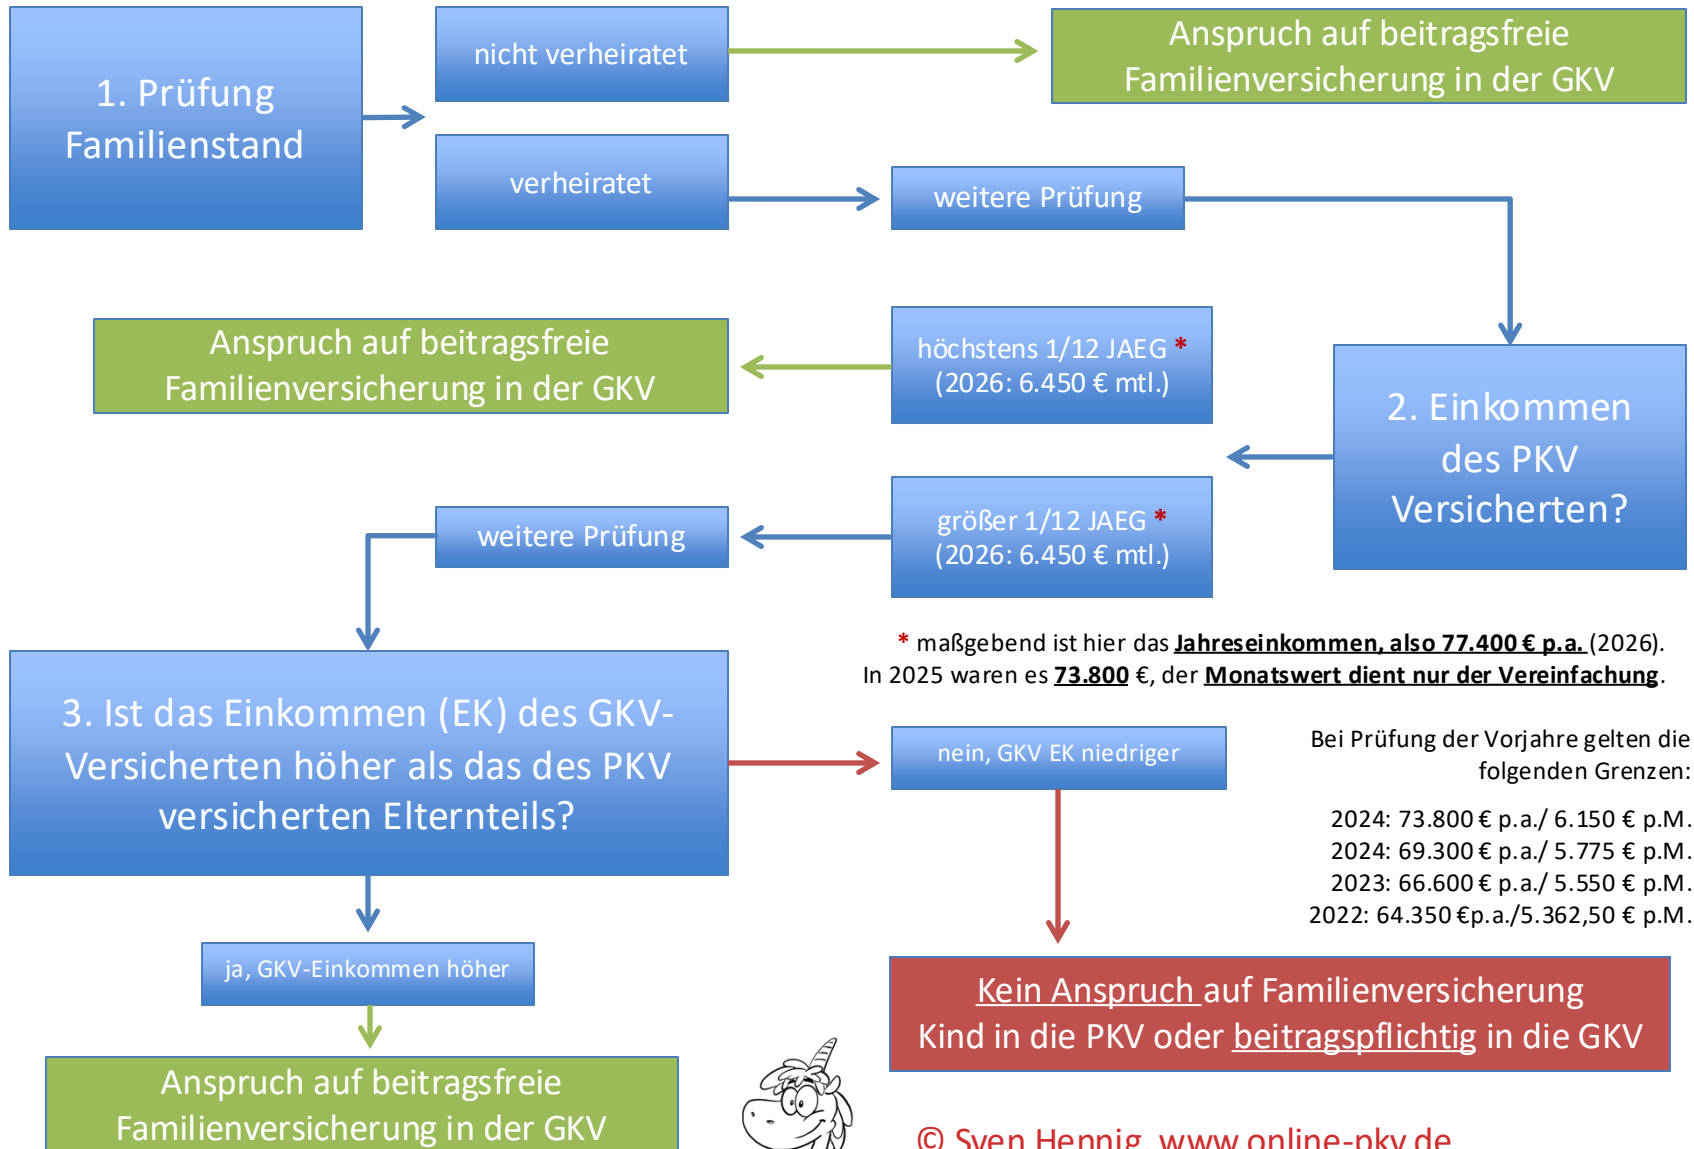 1. Prüfung
Familienstand
nicht verheiratet
Anspruch auf beitragsfreie
Familienversicherung in der GKV
verheiratet
weitere Prüfung
Anspruch auf beitragsfreie
Familienversicherung in der GKV
höchstens 1/12 JAEG *
(2026: 6.450 € mtl.)
2. Einkommen
des PKV
Versicherten?
größer 1/12 JAEG *
(2026: 6.450 € mtl.)
weitere Prüfung
* maßgebend ist hier das Jahreseinkommen, also 77.400 € p.a. (2026).
In 2025 waren es 73.800 €, der Monatswert dient nur der Vereinfachung.
3. Ist das Einkommen (EK) des GKV-
Versicherten höher als das des PKV
versicherten Elternteils?
nein, GKV EK niedriger
Bei Prüfung der Vorjahre gelten die
folgenden Grenzen:
2024: 73.800 € p.a./ 6.150 € p.M.
2024: 69.300 € p.a./ 5.775 € p.M.
2023: 66.600 € p.a./ 5.550 € p.M.
2022: 64.350 €p.a./5.362,50 € p.M.
ja, GKV-Einkommen höher
Kein Anspruch auf Familienversicherung
Kind in die PKV oder beitragspflichtig in die GKV
Anspruch auf beitragsfreie
Familienversicherung in der GKV
© Sven Hennig, www.online-pkv.de